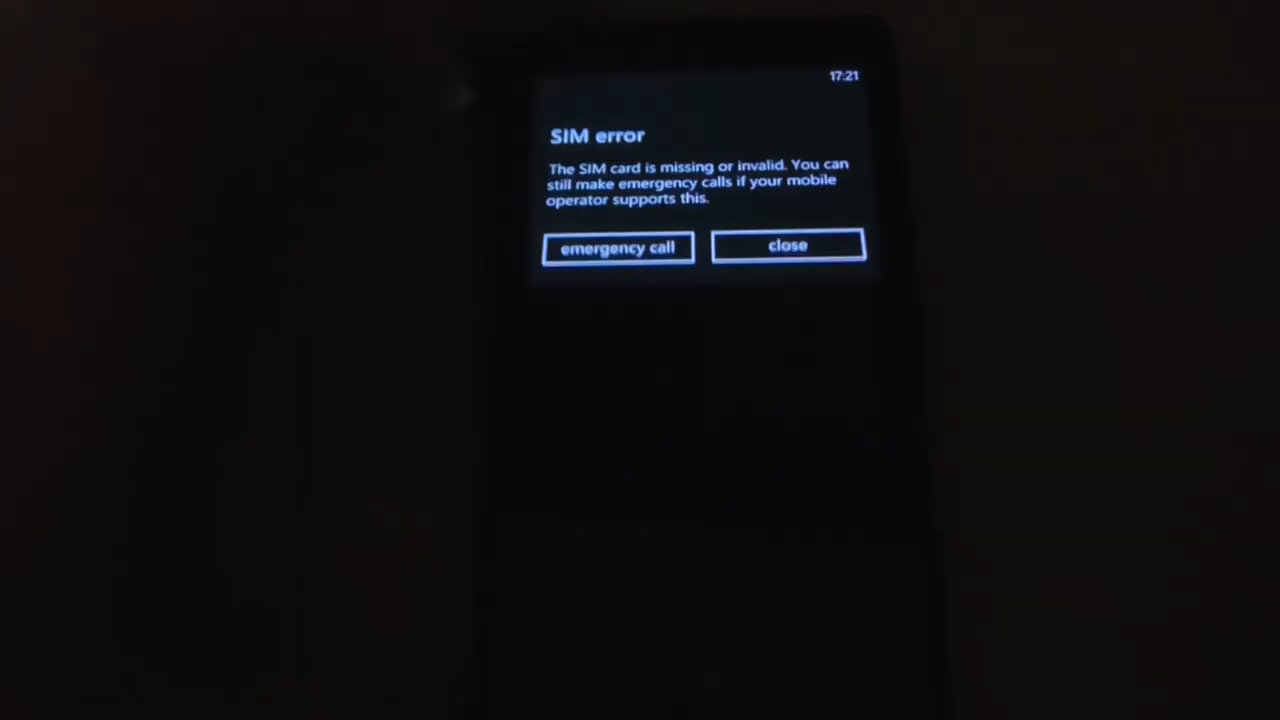 17:21
SIM error
The SIM card is missing or invalid. You can
still make emergency calls if your mobile
operator supports this.
emergency call
close